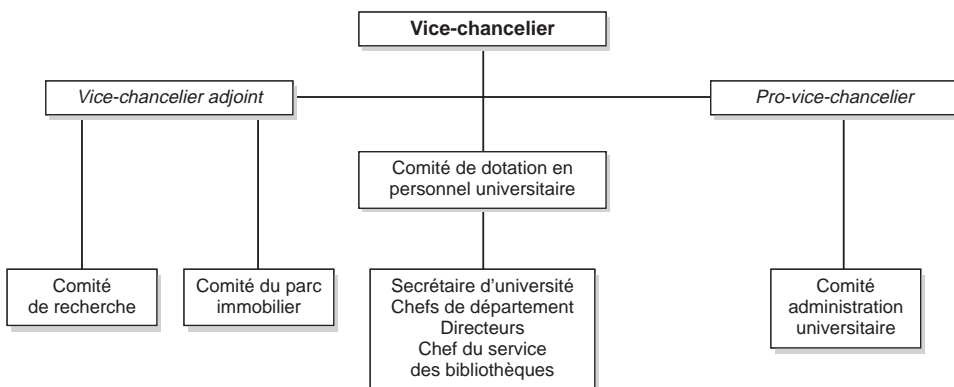 Vice-chancelier
Vice-chancelier adjoint
Pro-vice-chancelier
Comité de dotation en
personnel universitaire
Comité
de recherche
Comité du parc
immobilier
Secrétaire d'université
Chefs de département
Directeurs
Chef du service
des bibliothèques
Comité
administration
universitaire